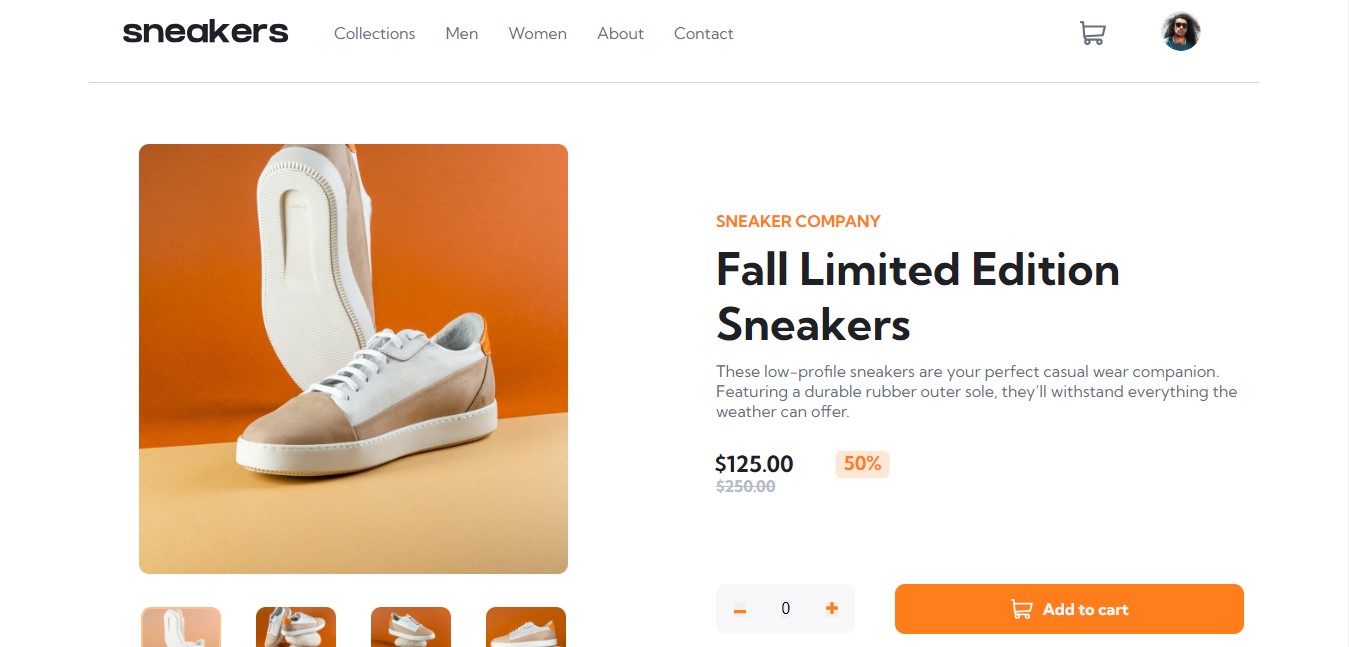 sneakers
Collections Men Women About Contact
SNEAKER COMPANY
Fall Limited Edition
Sneakers
These low-profile sneakers are your perfect casual wear companion.
Featuring a durable rubber outer sole, they’ll withstand everything the
weather can offer.
$125.00 50%
$250.00
– 0 +
Add to cart